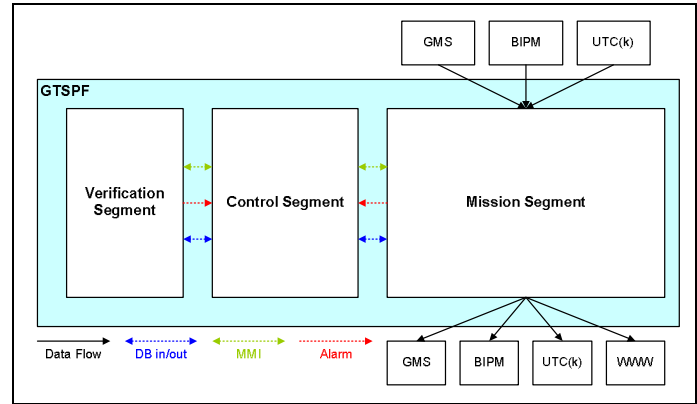 GMS
BIPM
UTC(k)
GTSPF
Verification
Segment
Control Segment
Mission Segment
Data Flow
DB in/out
MMI
Alarm
GMS
BIPM
UTC(k)
WWW